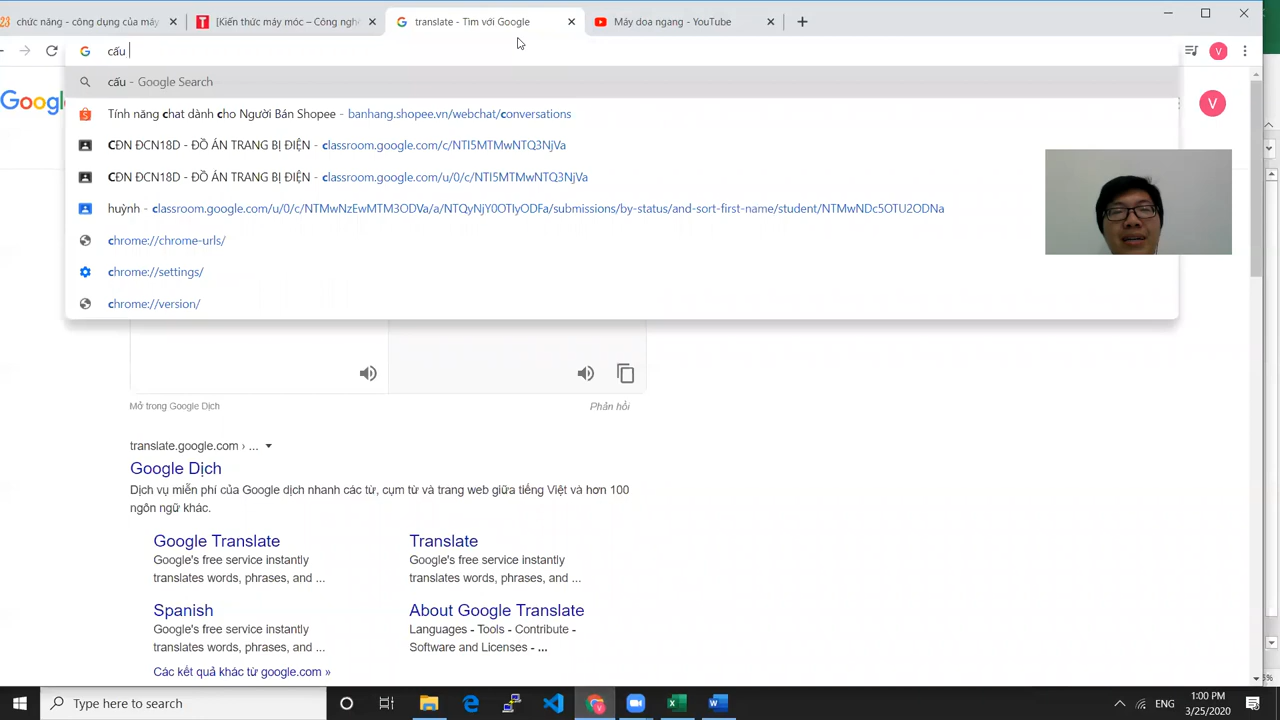 chức năng - công dụng của máy
[Kiến thức máy móc – Công nghi
translate - Tìm với Google
Máy doa ngang - YouTube
cấu
V
cấu - Google Search
Googl
Tính năng chat dành cho Người Bán Shopee - banhang.shopee.vn/webchat/conversations
V
CĐN ĐCN18D - ĐỒ ÁN TRANG BỊ ĐIỆN - classroom.google.com/c/NTI5MTMwNTQ3NjVa
CĐN ĐCN18D - ĐỒ ÁN TRANG BỊ ĐIỆN - classroom.google.com/u/0/c/NTI5MTMwNTQ3NjVa
huỳnh - classroom.google.com/u/0/c/NTMwNzEwMTM3ODVa/a/NTQyNjY0OTIyODFa/submissions/by-status/and-sort-first-name/student/NTMwNDc5OTU2ODNa
chrome://chrome-urls/
chrome://settings/
chrome://version/
Mở trong Google Dịch
Phản hồi
translate.google.com › ...
Google Dịch
Dịch vụ miễn phí của Google dịch nhanh các từ, cụm từ và trang web giữa tiếng Việt và hơn 100
ngôn ngữ khác.
Google Translate
Google's free service instantly
translates words, phrases, and ...
Translate
Google's free service instantly
translates words, phrases, and ...
Spanish
Google's free service instantly
translates words, phrases, and ...
About Google Translate
Languages - Tools - Contribute -
Software and Licenses - ...
Các kết quả khác từ google.com »
Type here to search
ENG
1:00 PM
3/25/2020